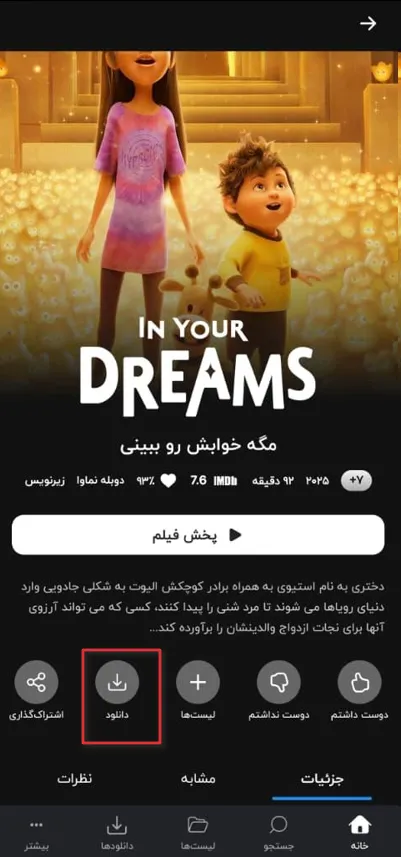 IN YOUR
DREAMS
مگه خوابش رو ببینی
+۷ ۲۰۲۵ ۹۲ دقیقه IMDb 7.6 ۹۳٪ دوبله نماوا زیرنویس
پخش فیلم
دختری به نام استیوی به همراه برادر کوچکش الیوت به شکلی جادویی وارد
دنیای رویاها می شوند تا مرد شنی را پیدا کنند، کسی که می تواند آرزوی
آنها برای نجات ازدواج والدینشان را برآورده کند...
دوست داشتم دوست نداشتم لیست‌ها دانلود اشتراک‌گذاری
جزئیات مشابه نظرات
خانه جستجو لیست‌ها دانلودها بیشتر